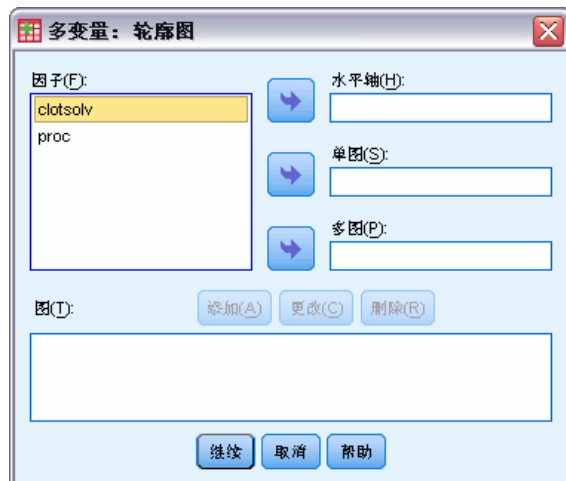 多变量：轮廓图
因子(F):
clotsolv
proc
水平轴(H):
单图(S):
多图(P):
图(T):
添加(A)
更改(C)
删除(R)
继续
取消
帮助